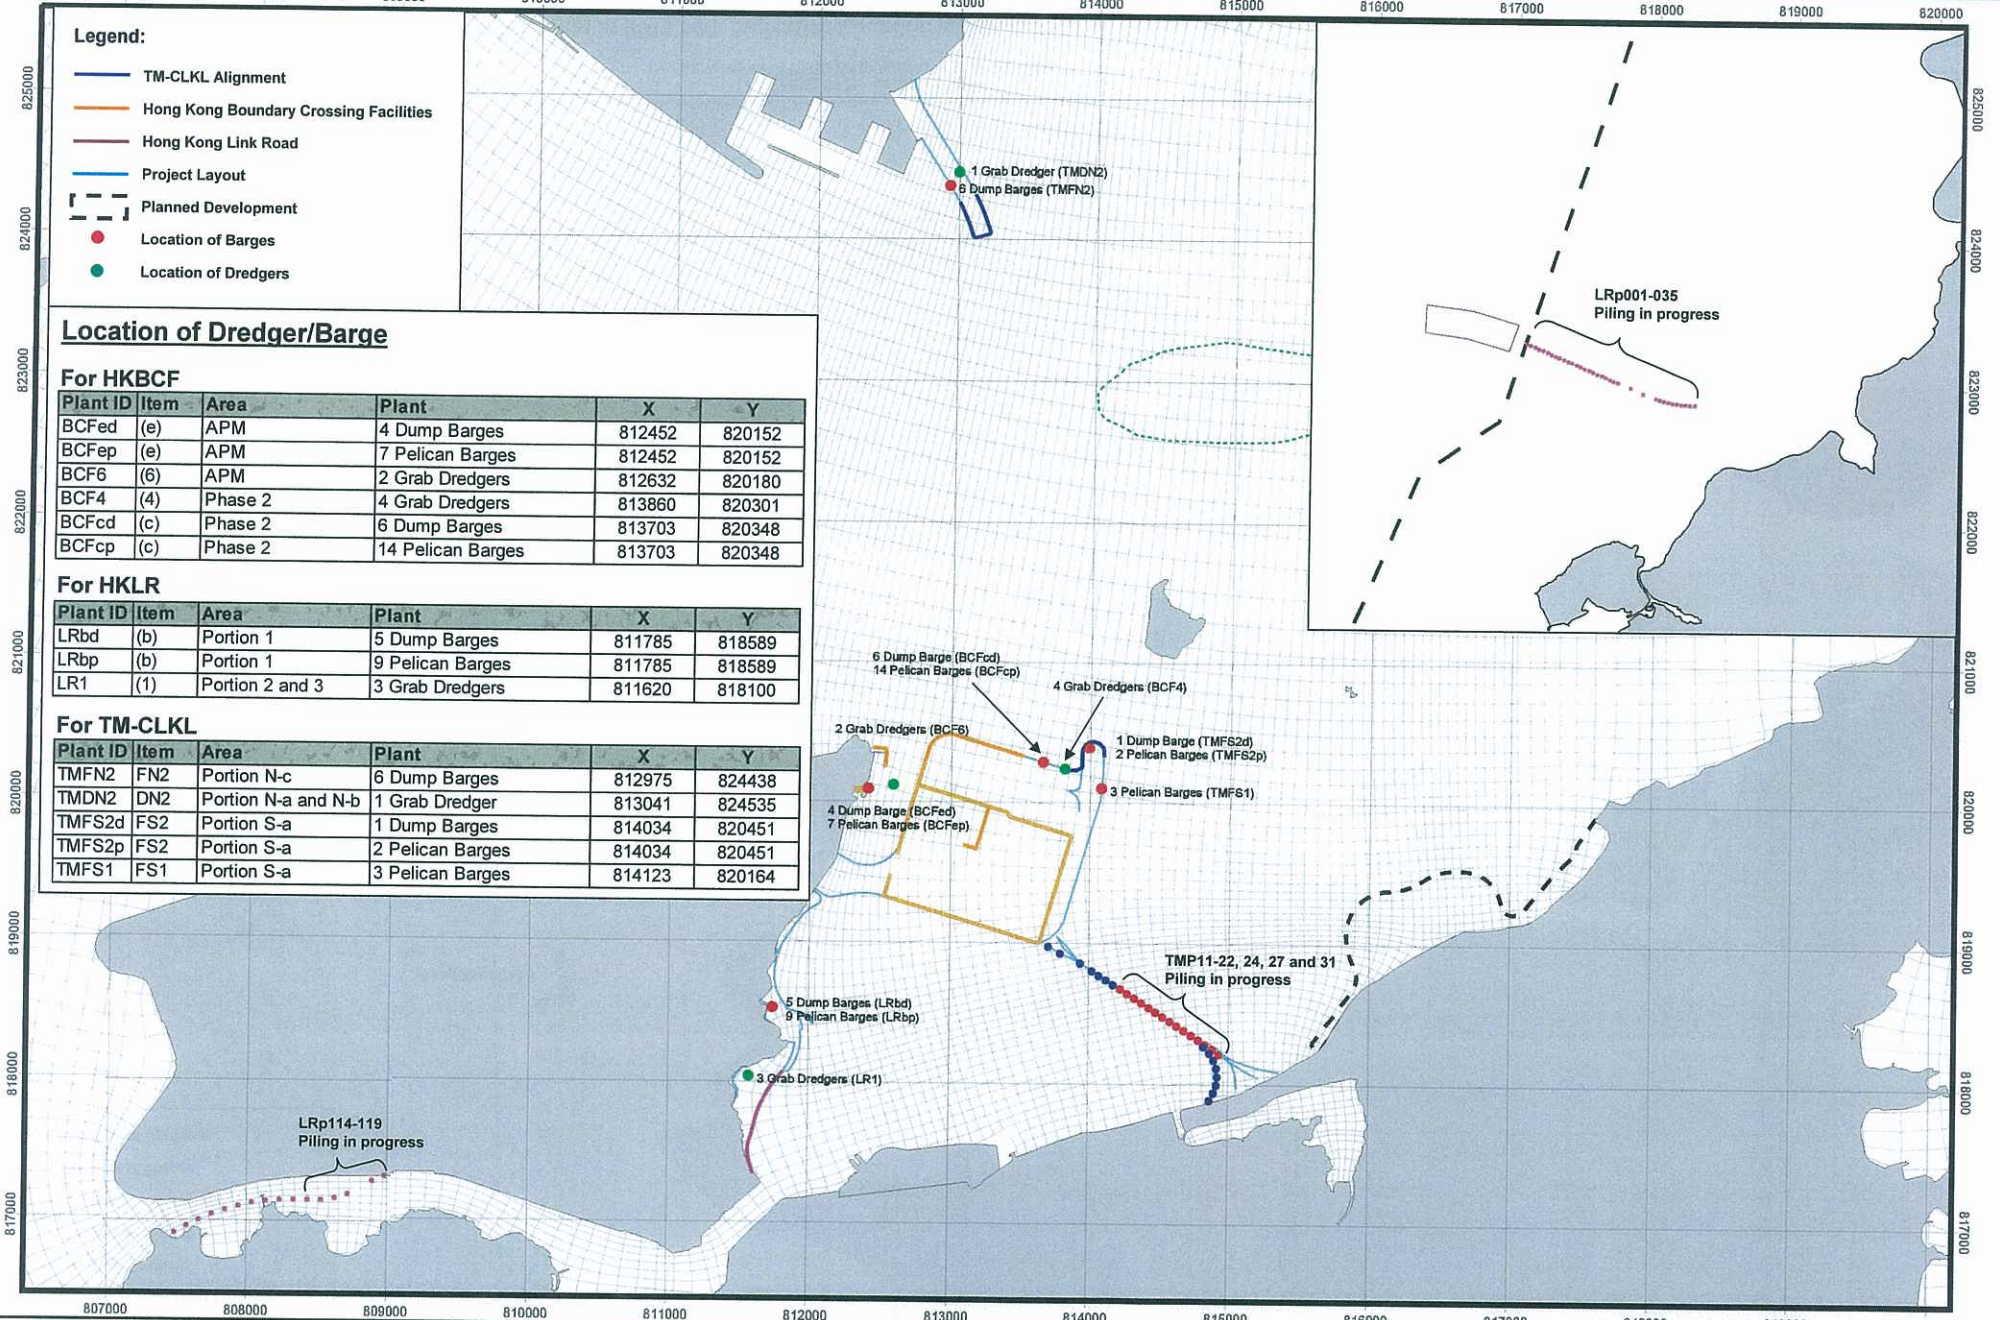 813000
814000
815000
816000
817000
818000
819000
820000
Legend:
TM-CLKL Alignment
Hong Kong Boundary Crossing Facilities
Hong Kong Link Road
Project Layout
Planned Development
Location of Barges
Location of Dredgers
825000
824000
823000
822000
821000
820000
819000
818000
817000
Location of Dredger/Barge
For HKBCF
Plant ID Item Area Plant X Y
BCFed (e) APM 4 Dump Barges 812452 820152
BCFep (e) APM 7 Pelican Barges 812452 820152
BCF6 (6) APM 2 Grab Dredgers 812632 820180
BCF4 (4) Phase 2 4 Grab Dredgers 813860 820301
BCFcd (c) Phase 2 6 Dump Barges 813703 820348
BCFcp (c) Phase 2 14 Pelican Barges 813703 820348
For HKLR
Plant ID Item Area Plant X Y
LRbd (b) Portion 1 5 Dump Barges 811785 818589
LRbp (b) Portion 1 9 Pelican Barges 811785 818589
LR1 (1) Portion 2 and 3 3 Grab Dredgers 811620 818100
For TM-CLKL
Plant ID Item Area Plant X Y
TMFN2 FN2 Portion N-c 6 Dump Barges 812975 824438
TMDN2 DN2 Portion N-a and N-b 1 Grab Dredger 813041 824535
TMFS2d FS2 Portion S-a 1 Dump Barges 814034 820451
TMFS2p FS2 Portion S-a 2 Pelican Barges 814034 820451
TMFS1 FS1 Portion S-a 3 Pelican Barges 814123 820164
1 Grab Dredger (TMDN2)
6 Dump Barges (TMFN2)
LRp001-035
Piling in progress
6 Dump Barge (BCFcd)
14 Pelican Barges (BCFcp)
4 Grab Dredgers (BCF4)
2 Grab Dredgers (BCF6)
1 Dump Barge (TMFS2d)
2 Pelican Barges (TMFS2p)
3 Pelican Barges (TMFS1)
4 Dump Barge (BCFed)
7 Pelican Barges (BCFep)
TMP11-22, 24, 27 and 31
Piling in progress
5 Dump Barges (LRbd)
9 Pelican Barges (LRbp)
3 Grab Dredgers (LR1)
LRp114-119
Piling in progress
825000
824000
823000
822000
821000
820000
819000
818000
817000
807000
808000
809000
810000
811000
812000
813000
814000
815000